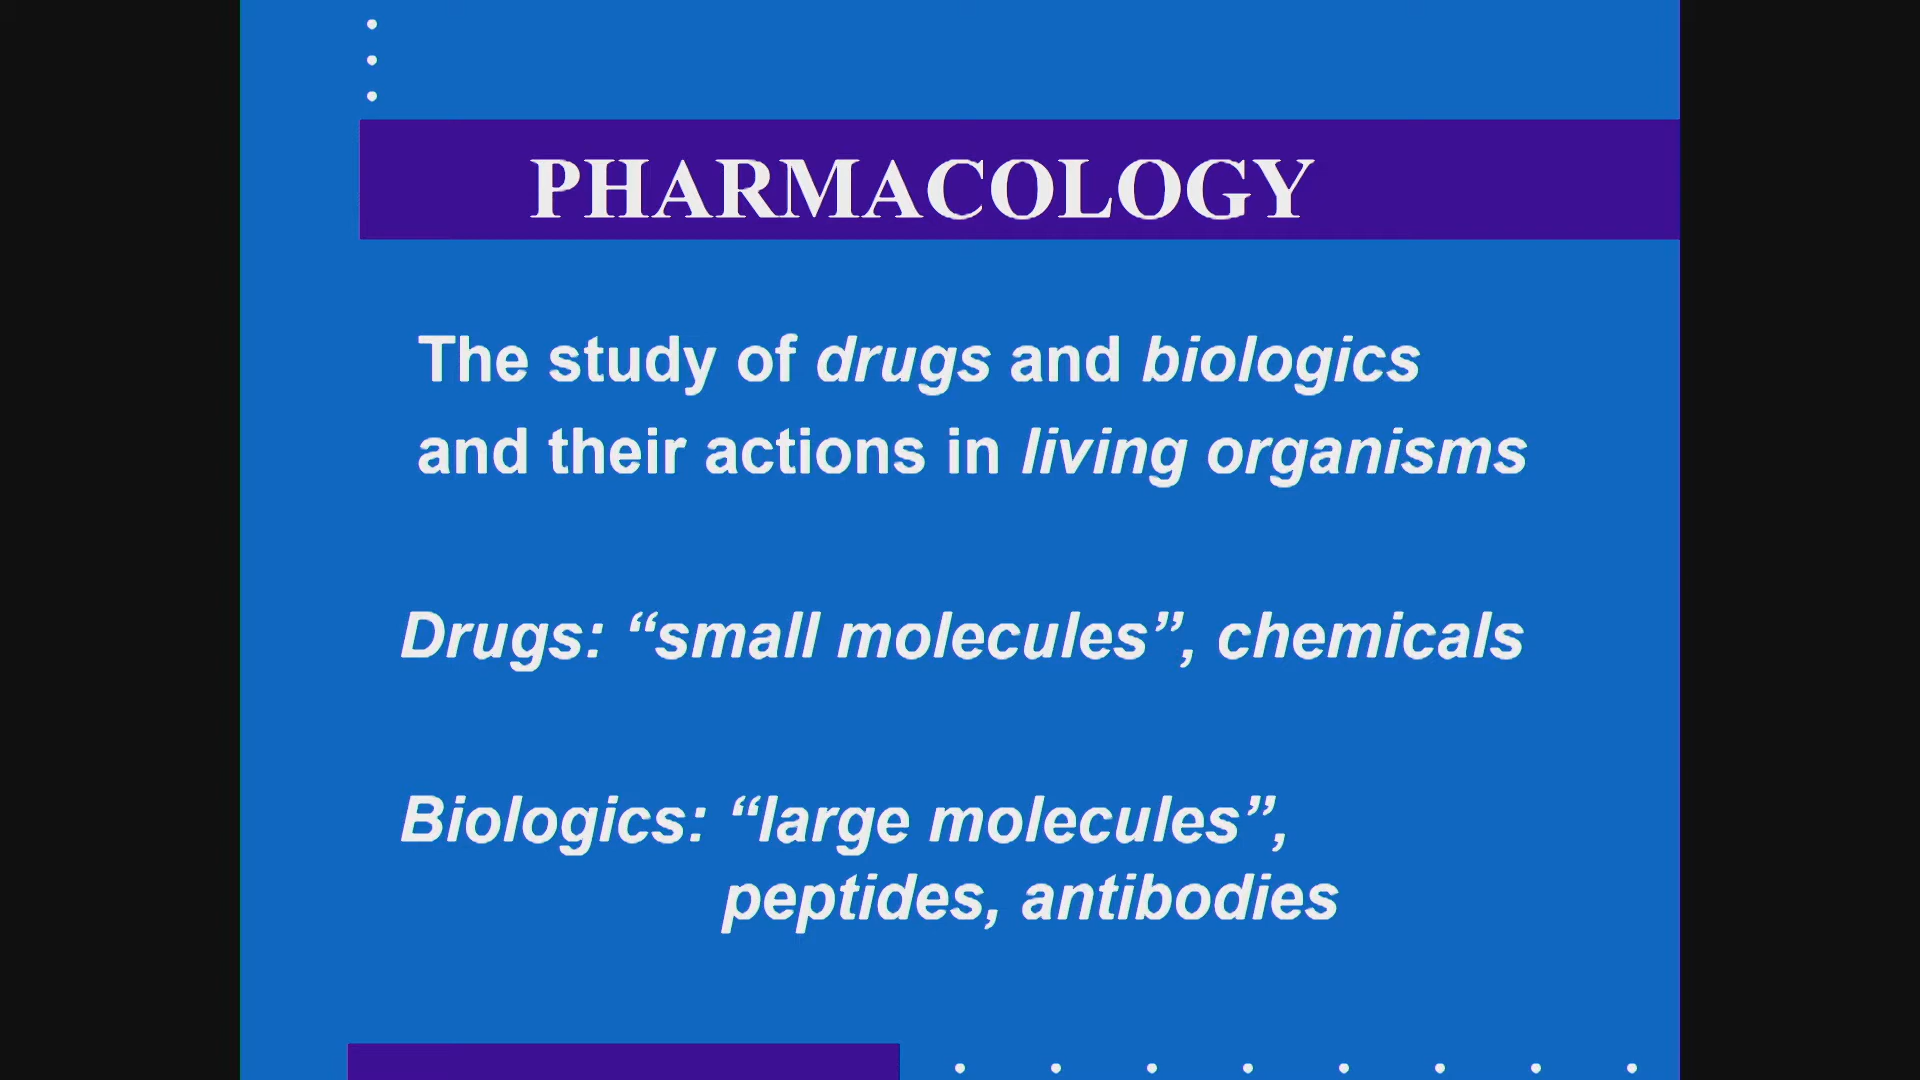 PHARMACOLOGY
The study of drugs and biologics
and their actions in living organisms
Drugs: “small molecules”, chemicals
Biologics: “large molecules”,
peptides, antibodies